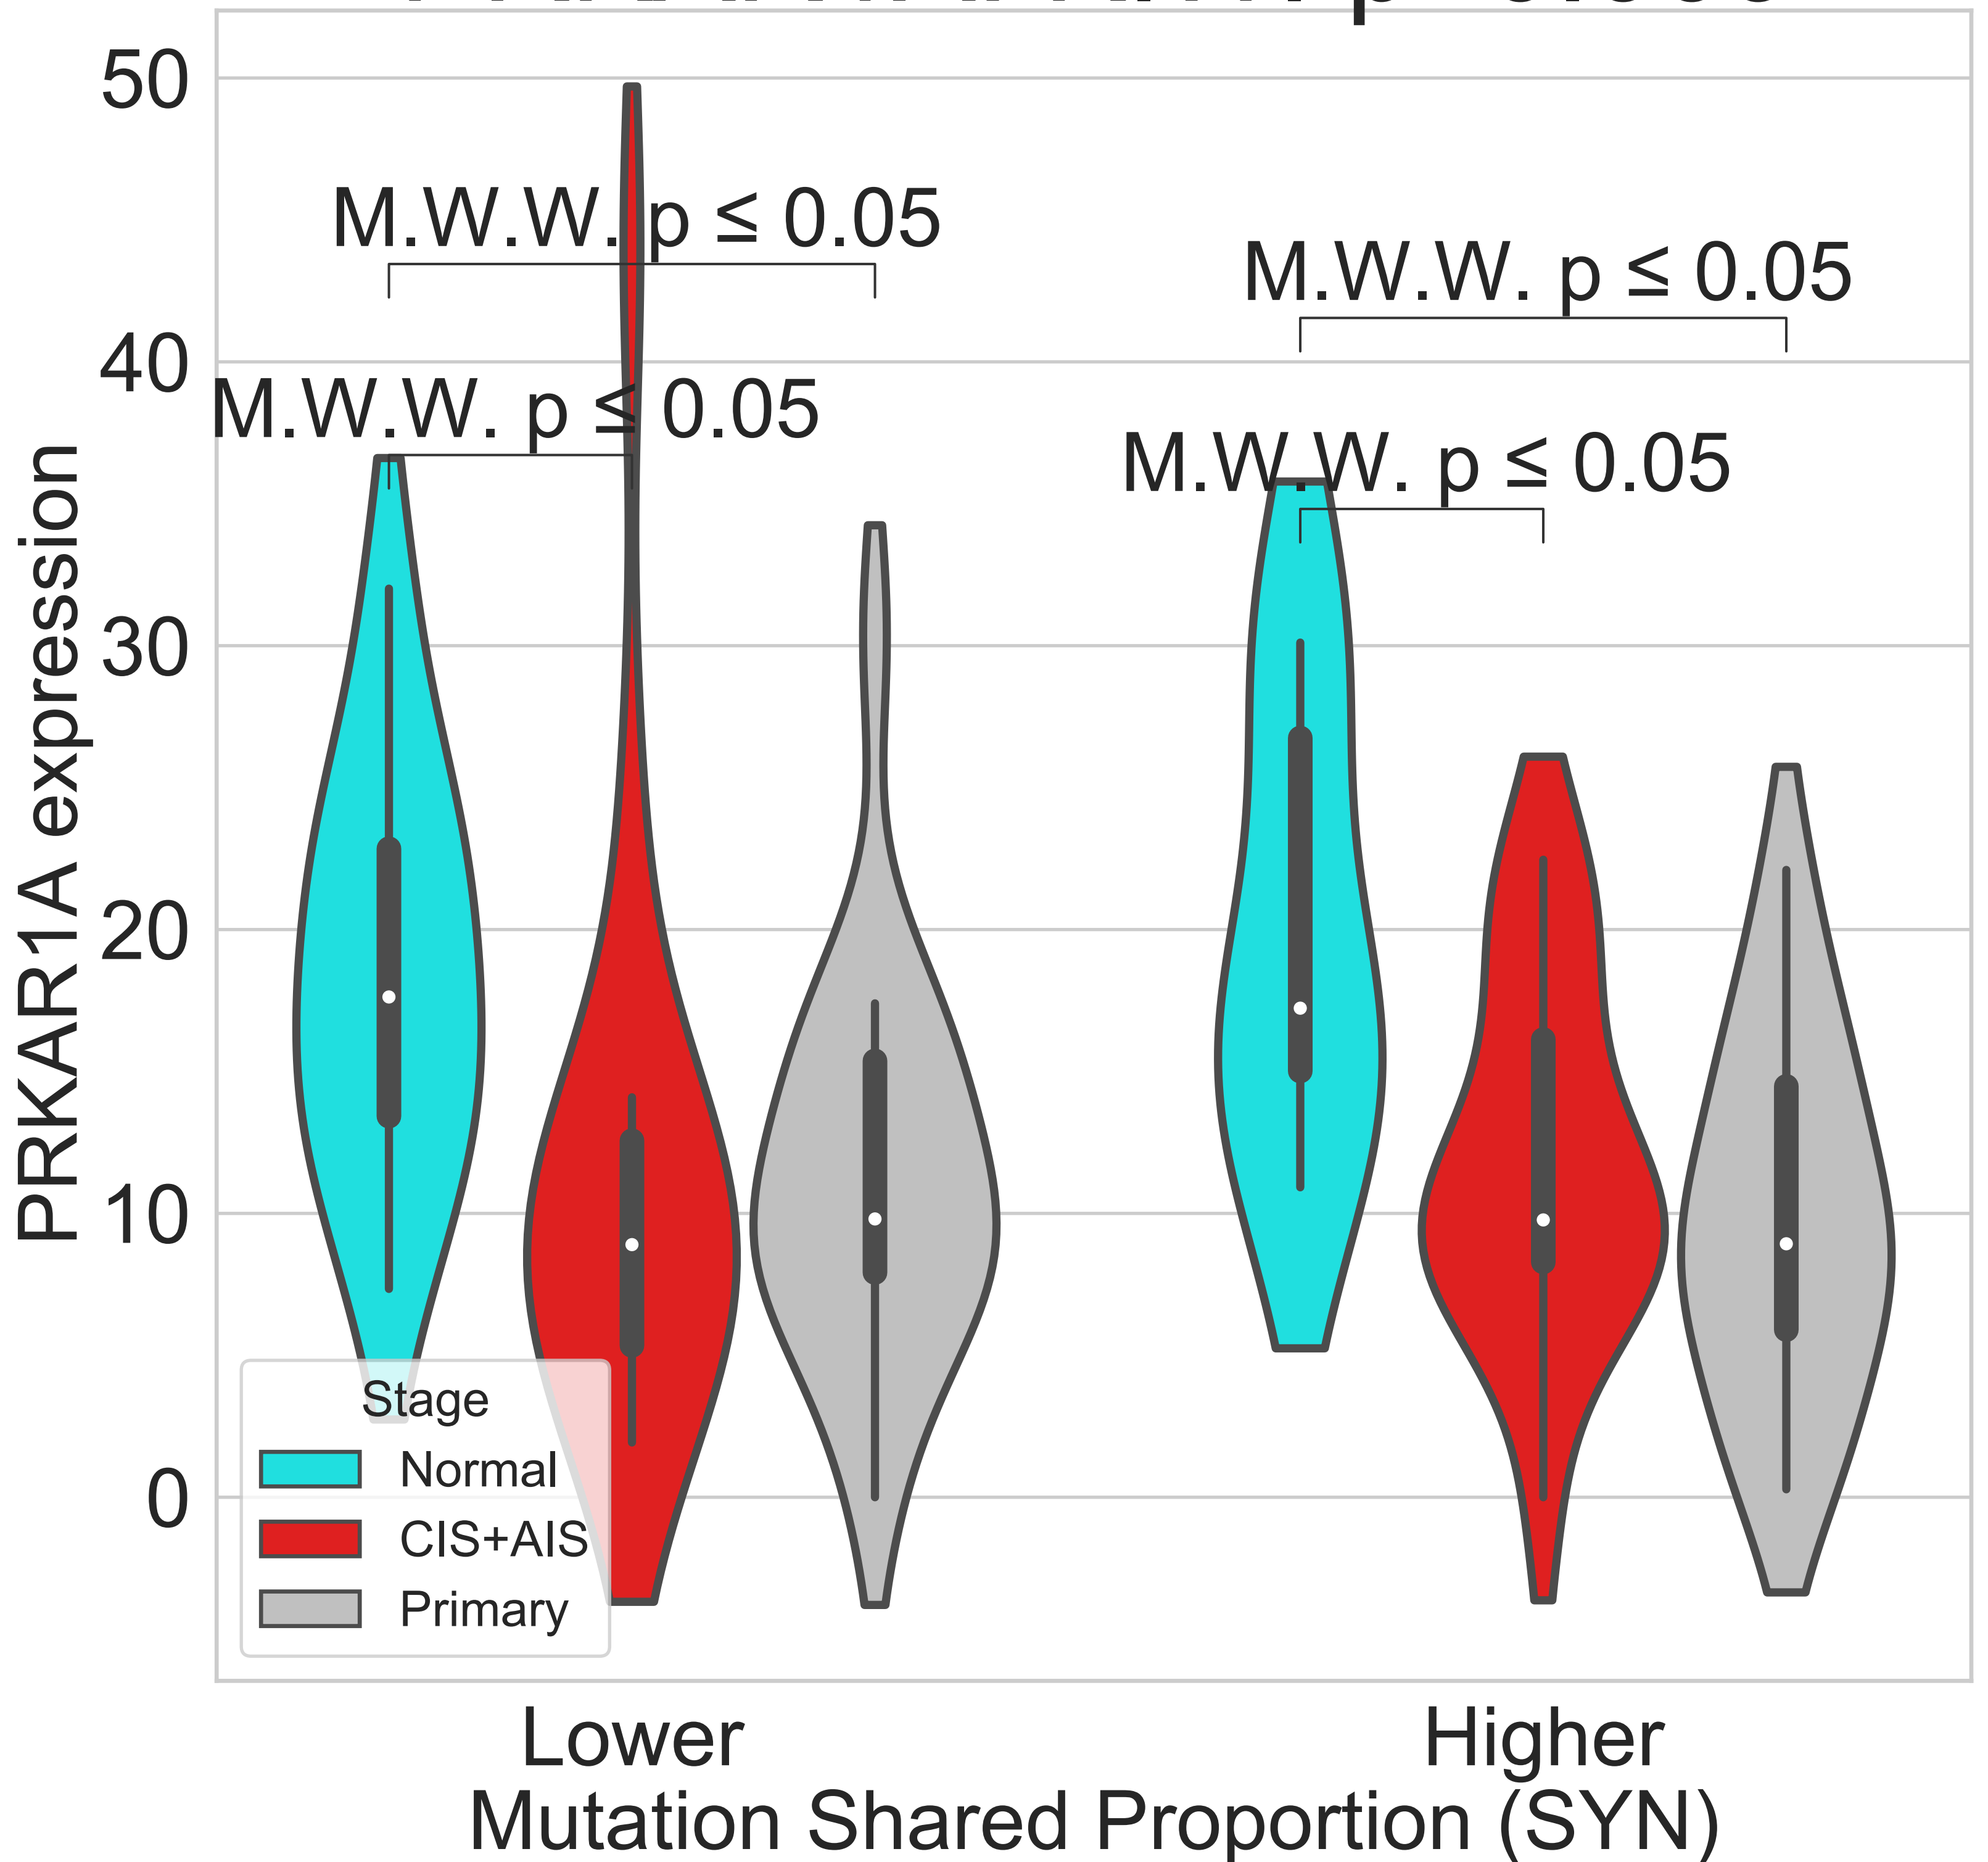 50
M.W.W. p ≤ 0.05
M.W.W. p ≤ 0.05
40
M.W.W. p ≤ 0.05
M.W.W. p ≤ 0.05
30
20
10
0
PRKAR1A expression
Stage
Normal
CIS+AIS
Primary
Lower
Higher
Mutation Shared Proportion (SYN)